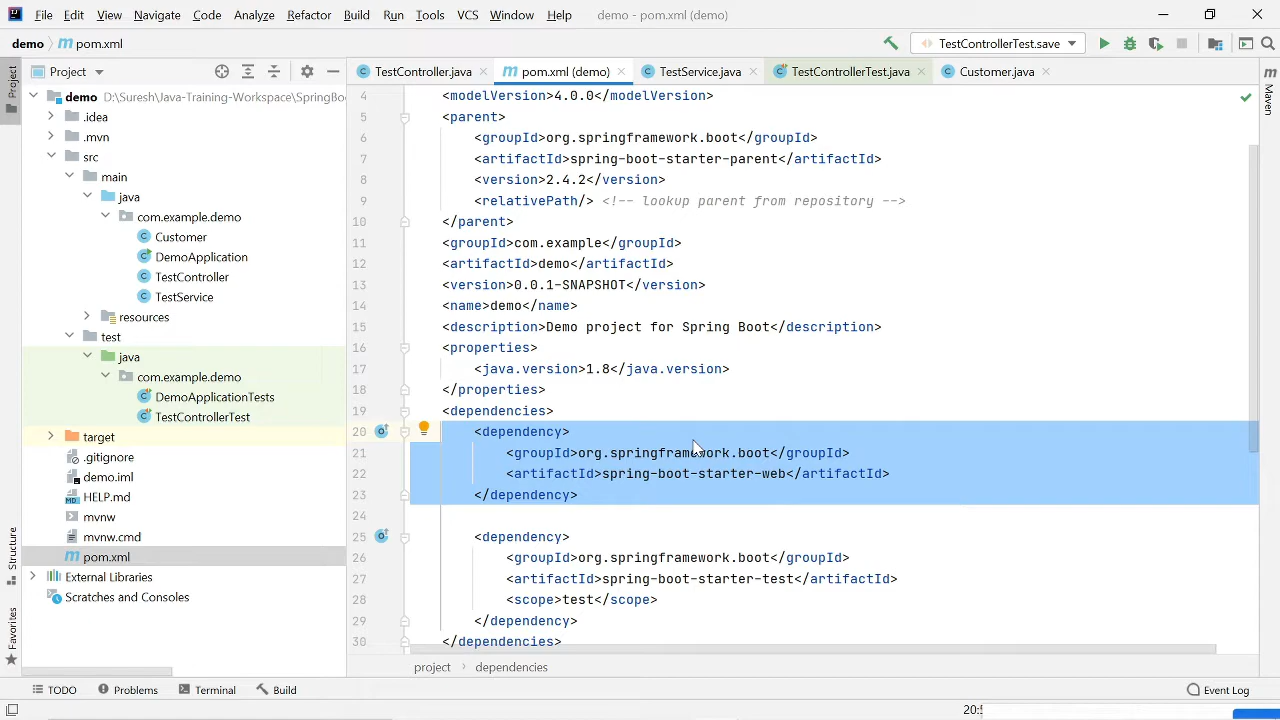 File Edit View Navigate Code Analyze Refactor Build Run Tools VCS Window Help demo - pom.xml (demo)
demo pom.xml TestControllerTest.save
Project TestController.java pom.xml (demo) TestService.java TestControllerTest.java Customer.java
Project
Maven
demo D:\Suresh\Java-Training-Workspace\SpringBo
.idea
.mvn
src
main
java
com.example.demo
Customer
DemoApplication
TestController
TestService
resources
test
java
com.example.demo
DemoApplicationTests
TestControllerTest
target
.gitignore
demo.iml
HELP.md
mvnw
mvnw.cmd
pom.xml
External Libraries
Scratches and Consoles
Structure
Favorites
4 <modelVersion>4.0.0</modelVersion>
5 <parent>
6 <groupId>org.springframework.boot</groupId>
7 <artifactId>spring-boot-starter-parent</artifactId>
8 <version>2.4.2</version>
9 <relativePath/> <!-- lookup parent from repository -->
10 </parent>
11 <groupId>com.example</groupId>
12 <artifactId>demo</artifactId>
13 <version>0.0.1-SNAPSHOT</version>
14 <name>demo</name>
15 <description>Demo project for Spring Boot</description>
16 <properties>
17 <java.version>1.8</java.version>
18 </properties>
19 <dependencies>
20 <dependency>
21 <groupId>org.springframework.boot</groupId>
22 <artifactId>spring-boot-starter-web</artifactId>
23 </dependency>
24
25 <dependency>
26 <groupId>org.springframework.boot</groupId>
27 <artifactId>spring-boot-starter-test</artifactId>
28 <scope>test</scope>
29 </dependency>
30 </dependencies>
project dependencies
TODO Problems Terminal Build Event Log